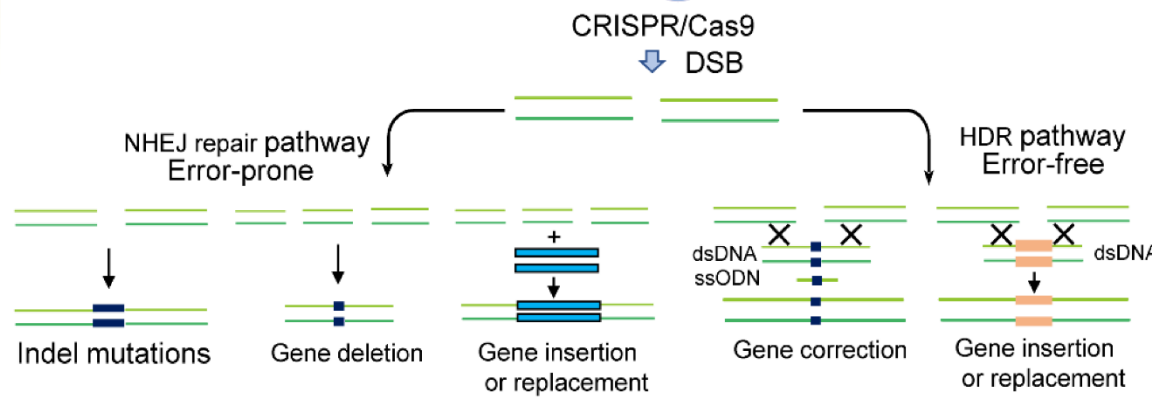 CRISPR/Cas9
DSB
NHEJ repair pathway
Error-prone
HDR pathway
Error-free
+
dsDNA
ssODN
dsDNA
Indel mutations
Gene deletion
Gene insertion
or replacement
Gene correction
Gene insertion
or replacement